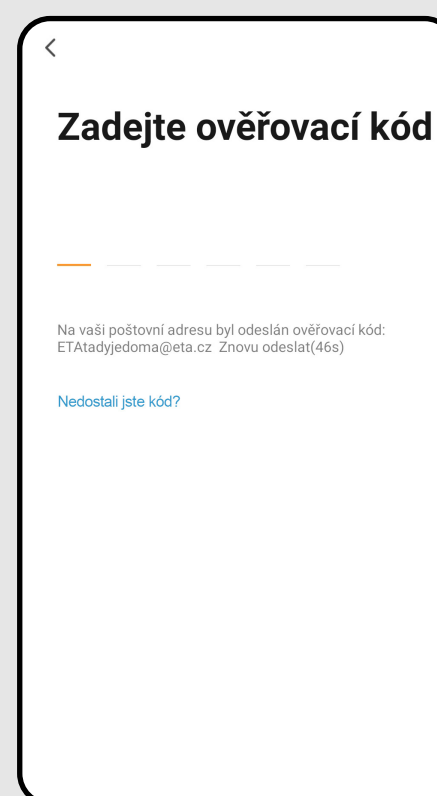 Zadejte ověřovací kód
Na vaši poštovní adresu byl odeslán ověřovací kód:
ETAtadyjedoma@eta.cz Znovu odeslat(46s)
Nedostali jste kód?